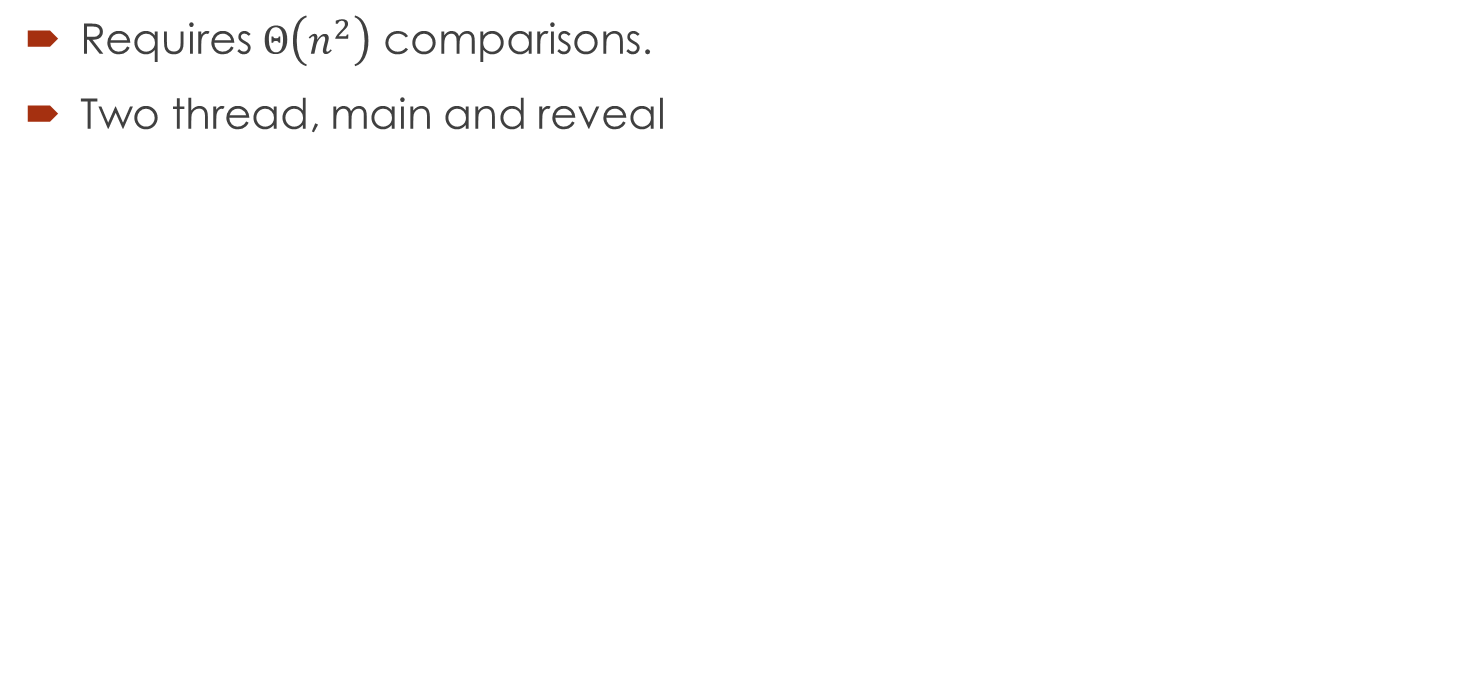 Requires Θ(n²) comparisons.
Two thread, main and reveal